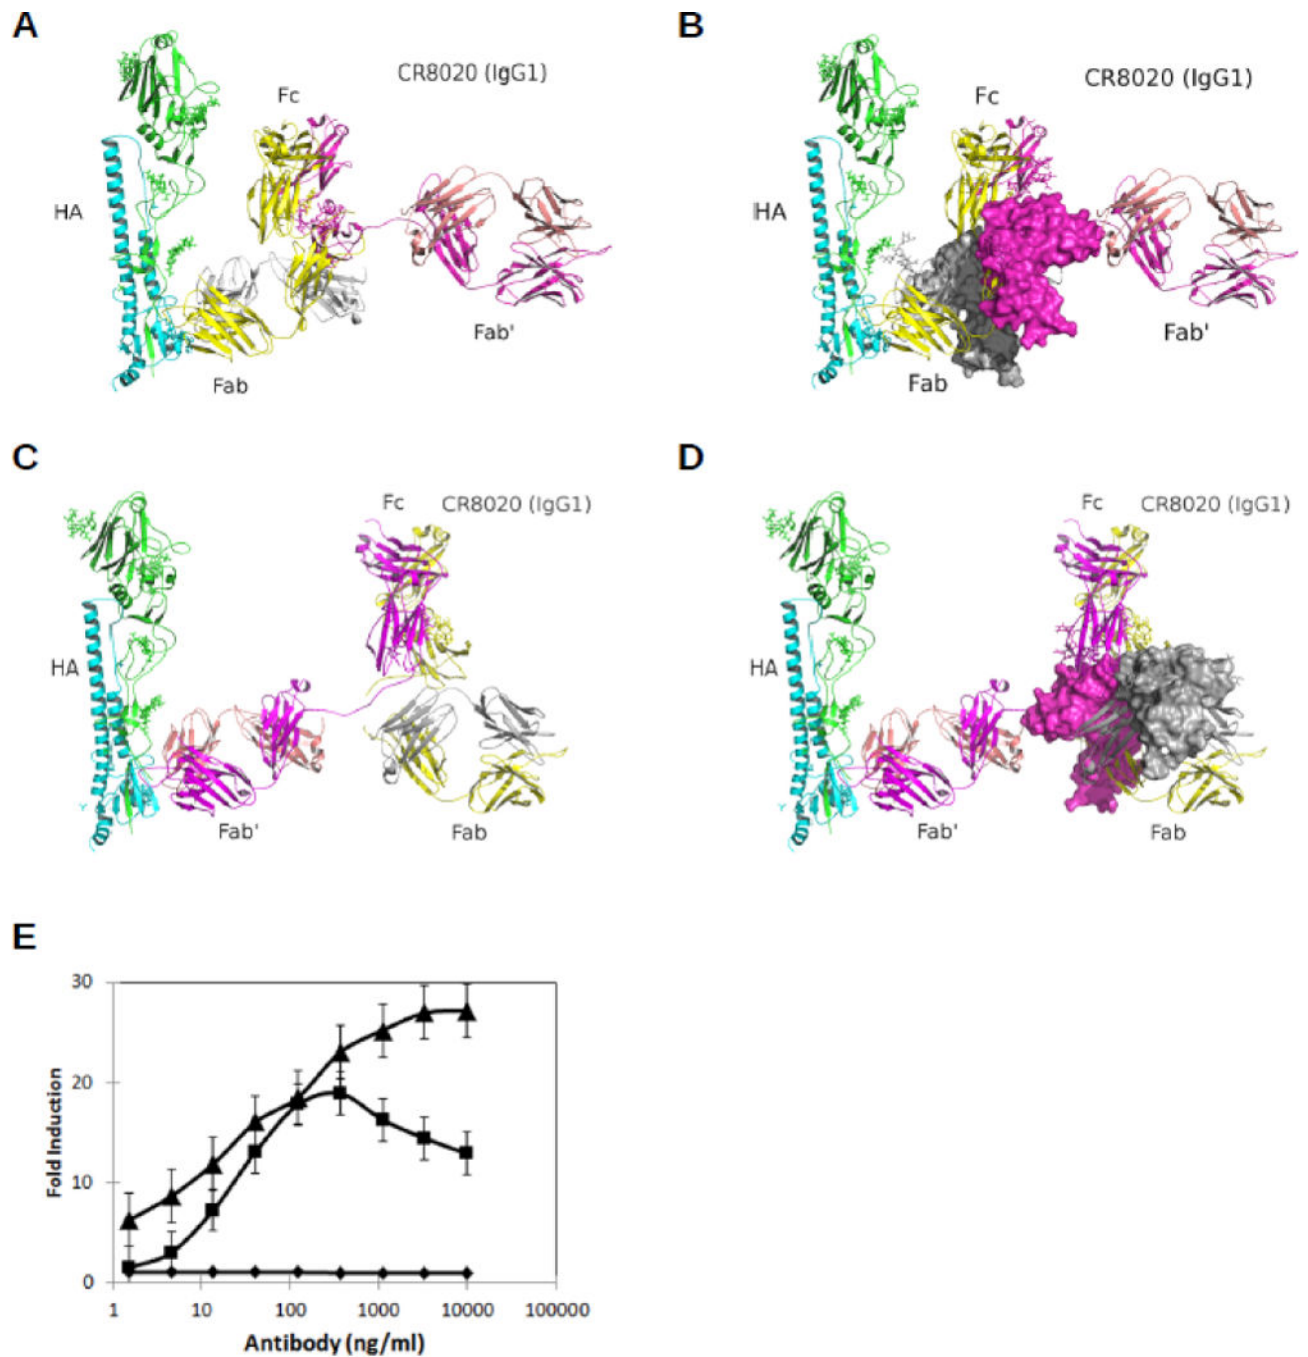 A
CR8020 (IgG1)
Fc
HA
Fab'
Fab
B
CR8020 (IgG1)
Fc
HA
Fab'
Fab
C
Fc
CR8020 (IgG1)
HA
Fab'
Fab
D
Fc
CR8020 (IgG1)
HA
Fab'
Fab
E
30
20
10
0
Fold Induction
1
10
100
1000
10000
100000
Antibody (ng/ml)